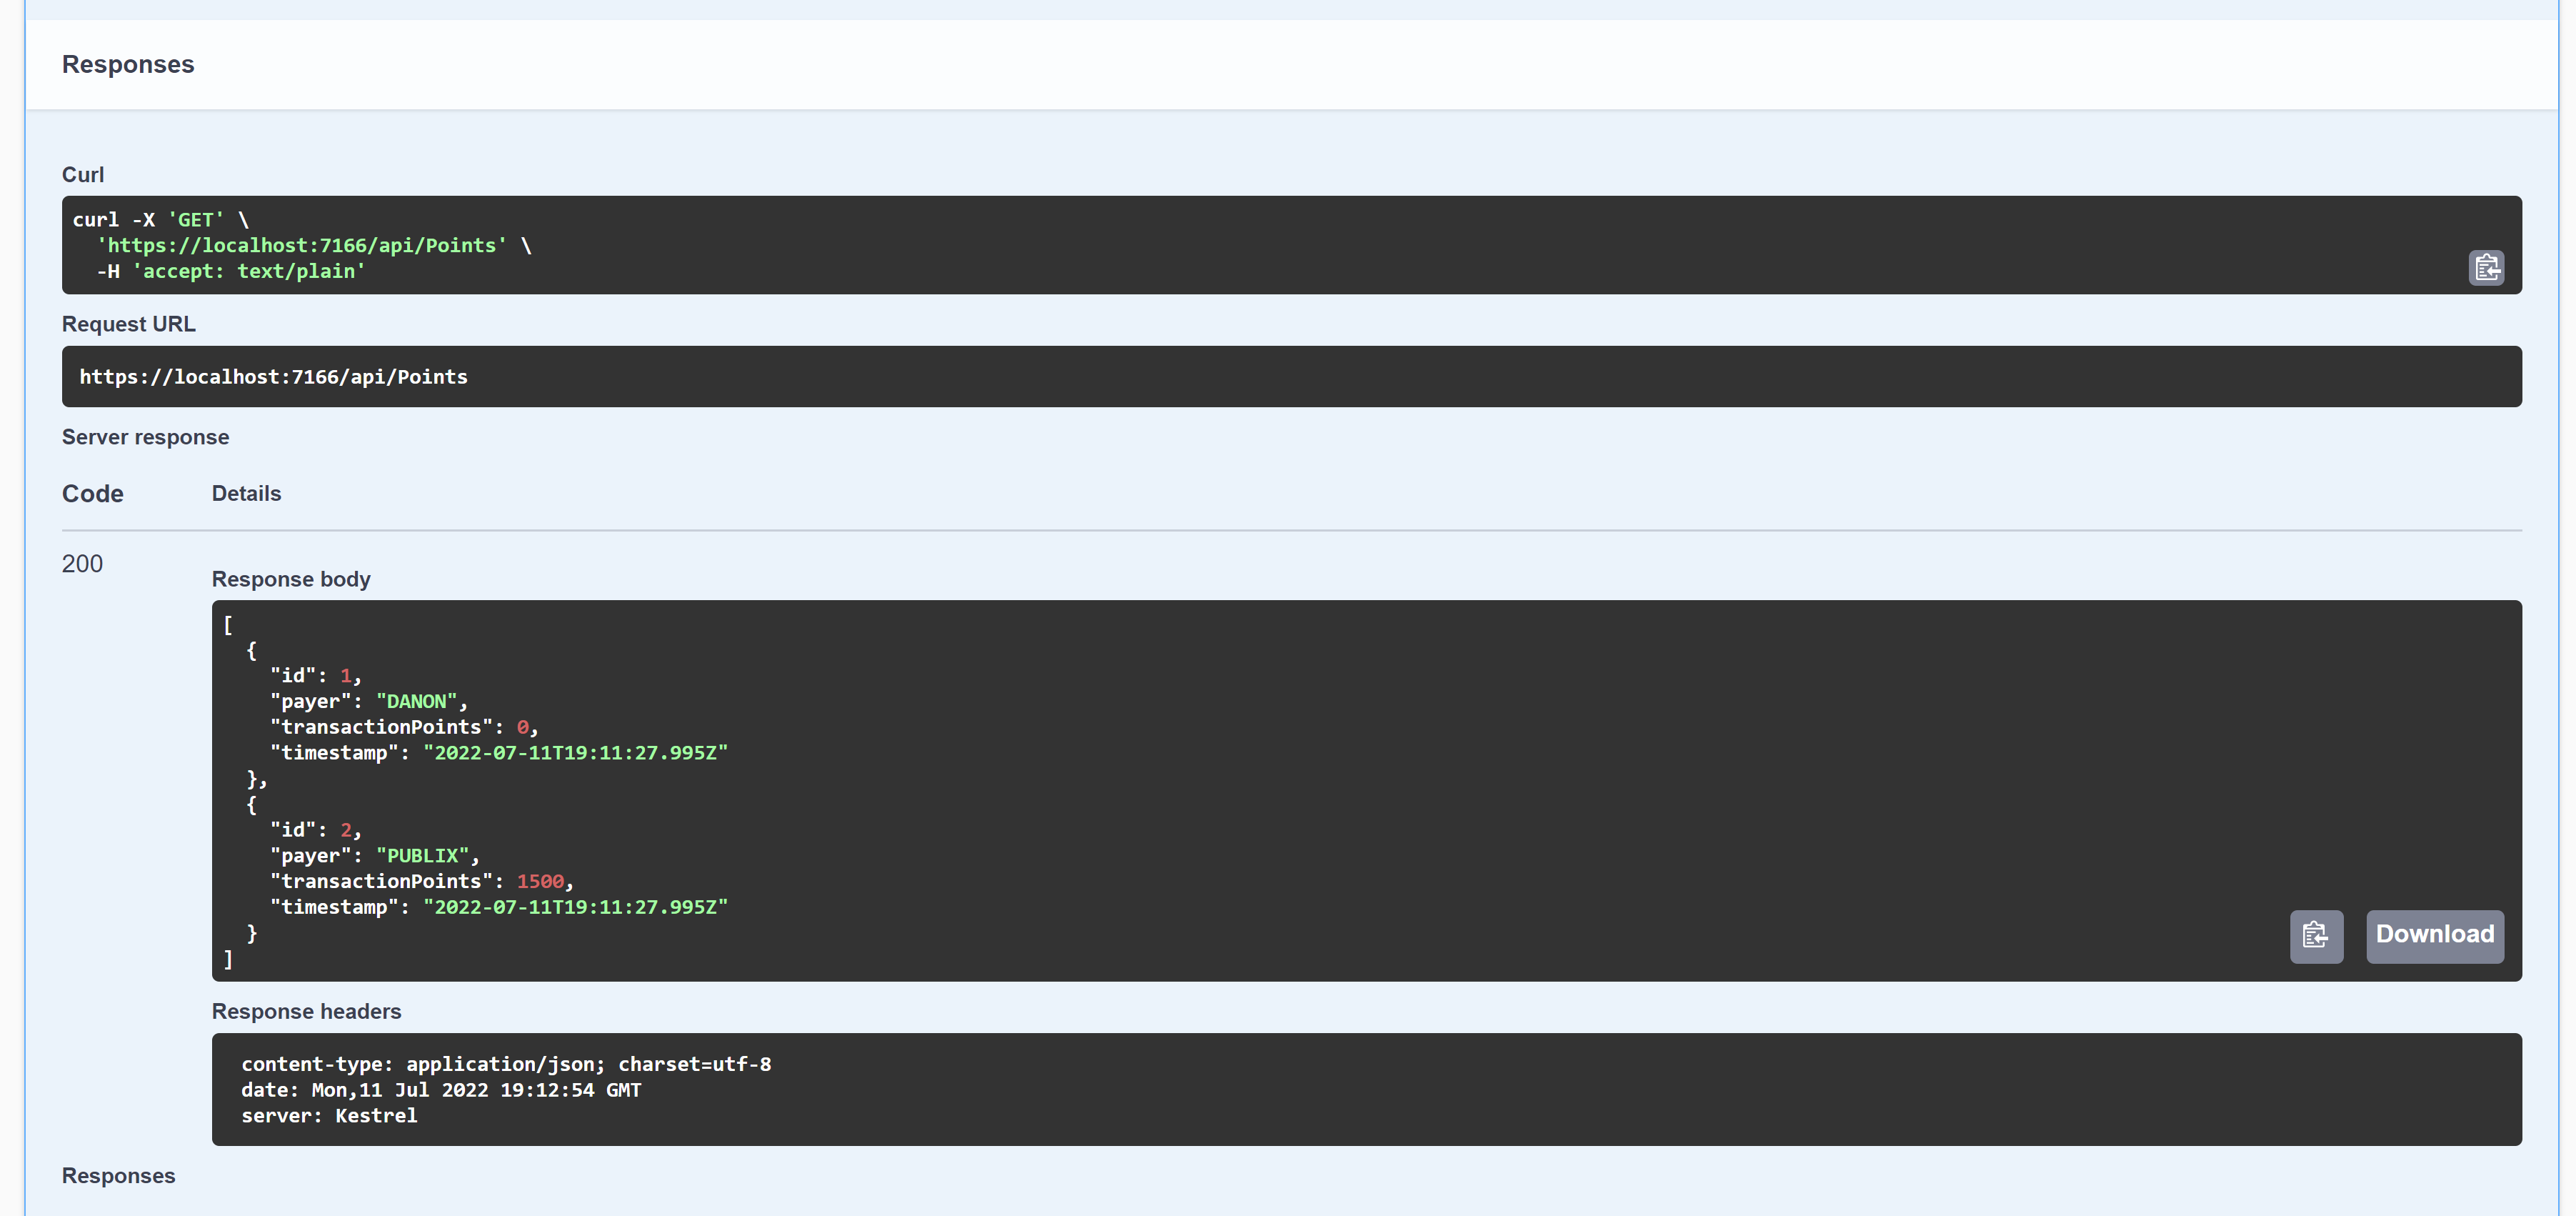 Responses
Curl
curl -X 'GET' \
  'https://localhost:7166/api/Points' \
  -H 'accept: text/plain'
Request URL
https://localhost:7166/api/Points
Server response
Code Details
200
Response body
[
  {
    "id": 1,
    "payer": "DANON",
    "transactionPoints": 0,
    "timestamp": "2022-07-11T19:11:27.995Z"
  },
  {
    "id": 2,
    "payer": "PUBLIX",
    "transactionPoints": 1500,
    "timestamp": "2022-07-11T19:11:27.995Z"
  }
]
Download
Response headers
content-type: application/json; charset=utf-8
date: Mon,11 Jul 2022 19:12:54 GMT
server: Kestrel
Responses